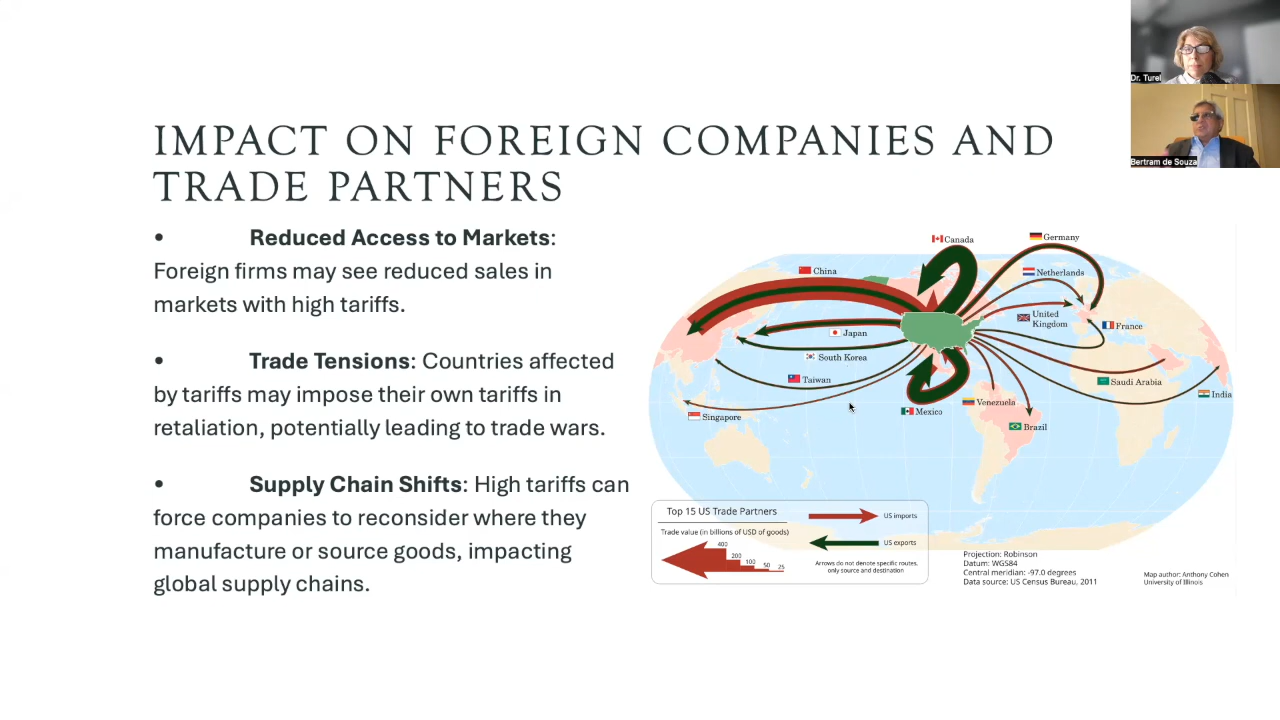 Dr. Turel
Bertram de Souza
IMPACT ON FOREIGN COMPANIES AND
TRADE PARTNERS
• Reduced Access to Markets:
Foreign firms may see reduced sales in
markets with high tariffs.
• Trade Tensions: Countries affected
by tariffs may impose their own tariffs in
retaliation, potentially leading to trade wars.
• Supply Chain Shifts: High tariffs can
force companies to reconsider where they
manufacture or source goods, impacting
global supply chains.
Canada
Germany
China
Netherlands
United
Kingdom
France
Japan
South Korea
Taiwan
Saudi Arabia
India
Singapore
Mexico
Venezuela
Brazil
Top 15 US Trade Partners
Trade value (in billions of USD of goods)
400
200
100
50
25
US imports
US exports
Arrows do not denote specific routes,
only source and destination
Projection: Robinson
Datum: WGS84
Central meridian: -97.0 degrees
Data source: US Census Bureau, 2011
Map author: Anthony Cohen
University of Illinois